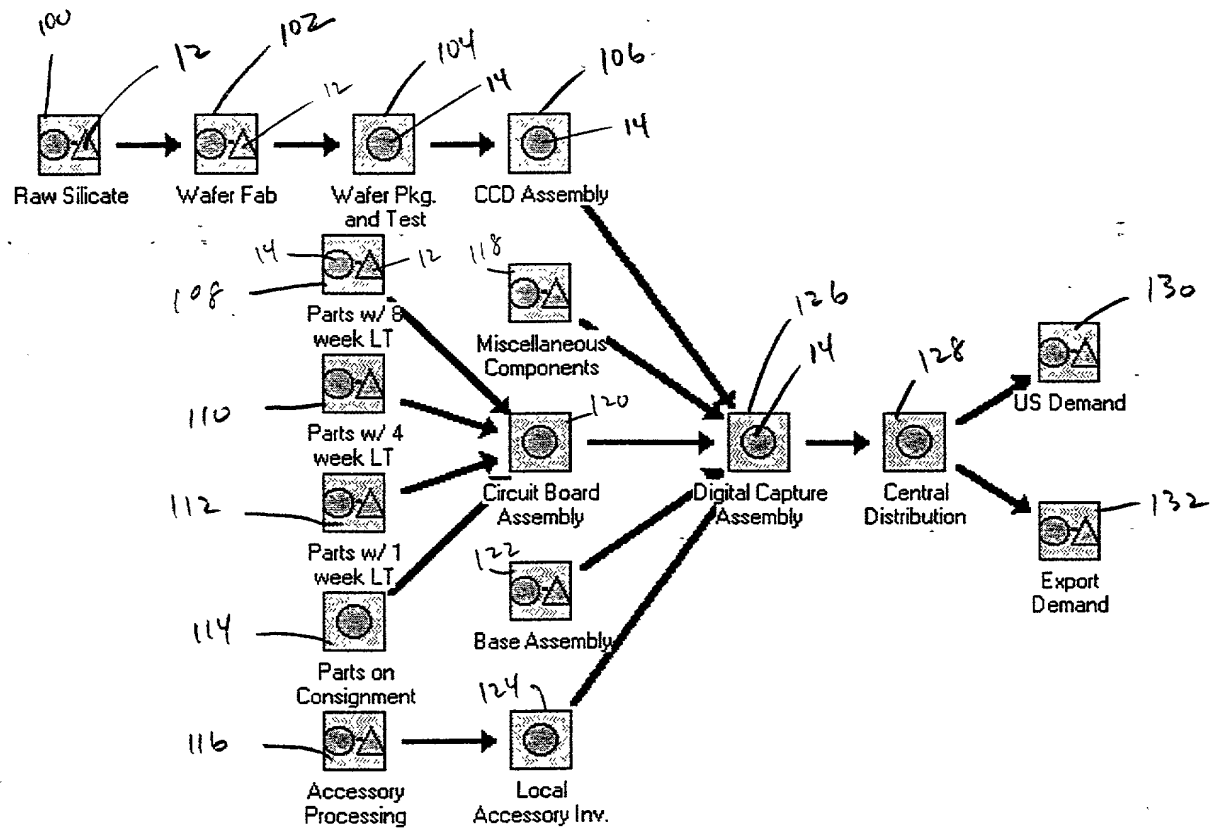 100
12
102
12
104
14
106
14
Raw Silicate
Wafer Fab
Wafer Pkg.
and Test
CCD Assembly
14
12
108
Parts w/ 8
week LT
118
Miscellaneous
Components
126
14
128
130
US Demand
110
Parts w/ 4
week LT
120
Circuit Board
Assembly
Digital Capture
Assembly
Central
Distribution
132
Export
Demand
112
Parts w/ 1
week LT
122
Base Assembly
114
Parts on
Consignment
124
116
Accessory
Processing
Local
Accessory Inv.